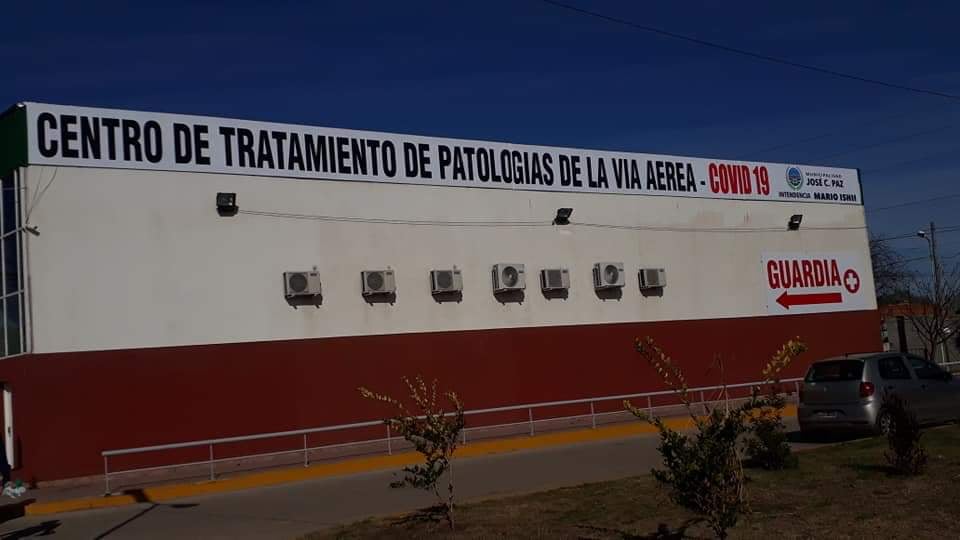 CENTRO DE TRATAMIENTO DE PATOLOGIAS DE LA VIA AEREA - COVID 19
MUNICIPALIDAD
JOSÉ C. PAZ
INTENDENCIA MARIO ISHII
GUARDIA